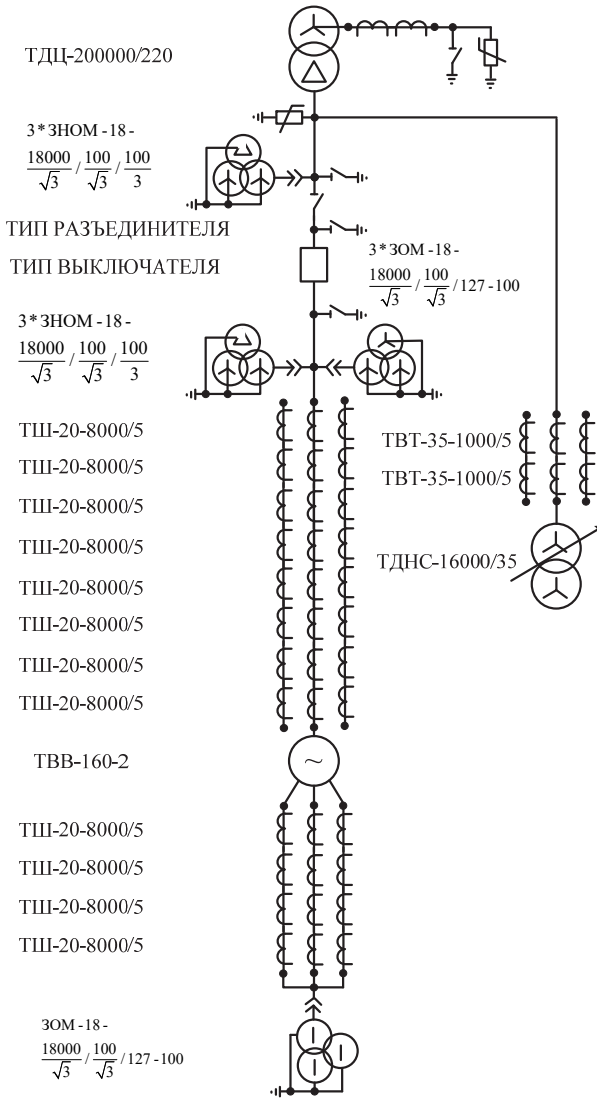 ТДЦ-200000/220
3*ЗНОМ-18-
18000/√3 / 100/√3 / 100/3
ТИП РАЗЪЕДИНИТЕЛЯ
ТИП ВЫКЛЮЧАТЕЛЯ
3*ЗОМ-18-
18000/√3 / 100/√3 /127-100
3*ЗНОМ-18-
18000/√3 / 100/√3 / 100/3
ТШ-20-8000/5
ТШ-20-8000/5
ТШ-20-8000/5
ТШ-20-8000/5
ТШ-20-8000/5
ТШ-20-8000/5
ТШ-20-8000/5
ТШ-20-8000/5
ТВТ-35-1000/5
ТВТ-35-1000/5
ТДНС-16000/35
ТВВ-160-2
~
ТШ-20-8000/5
ТШ-20-8000/5
ТШ-20-8000/5
ТШ-20-8000/5
ЗОМ-18-
18000/√3 / 100/√3 /127-100